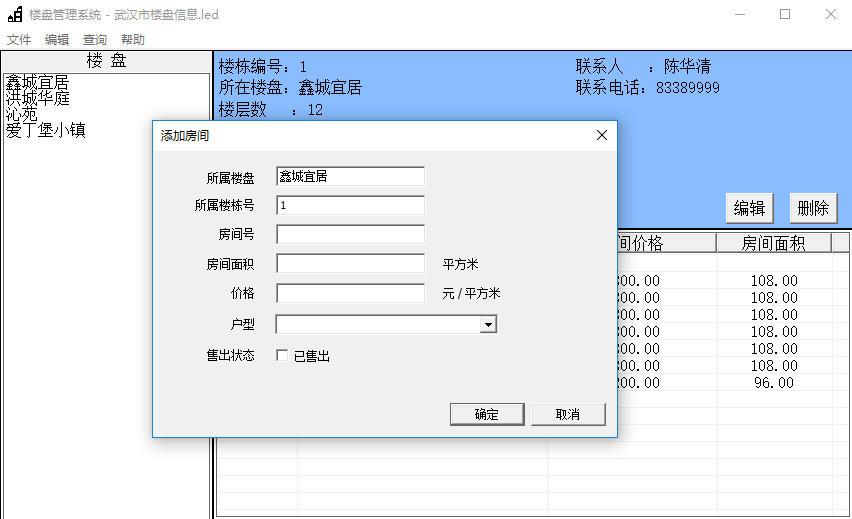 楼盘管理系统 - 武汉市楼盘信息.led
文件 编辑 查询 帮助
楼 盘
鑫城宜居
洪城华庭
沁苑
爱丁堡小镇
楼栋编号: 1
联系人 : 陈华清
所在楼盘: 鑫城宜居
联系电话: 83389999
楼层数 : 12
编辑 删除
添加房间
所属楼盘 鑫城宜居
所属楼栋号 1
房间号
房间面积 平方米
价格 元 / 平方米
户型
售出状态 已售出
确定 取消
间价格 房间面积
00.00 108.00
00.00 108.00
00.00 108.00
00.00 108.00
00.00 108.00
00.00 108.00
00.00 96.00